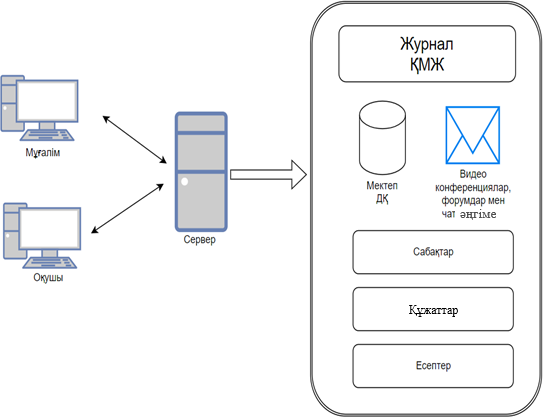 Журнал
ҚМЖ
Мұғалім
Оқушы
Сервер
Мектеп
ДҚ
Видео
конференциялар,
форумдар мен
чат әңгіме
Сабақтар
Құжаттар
Есептер